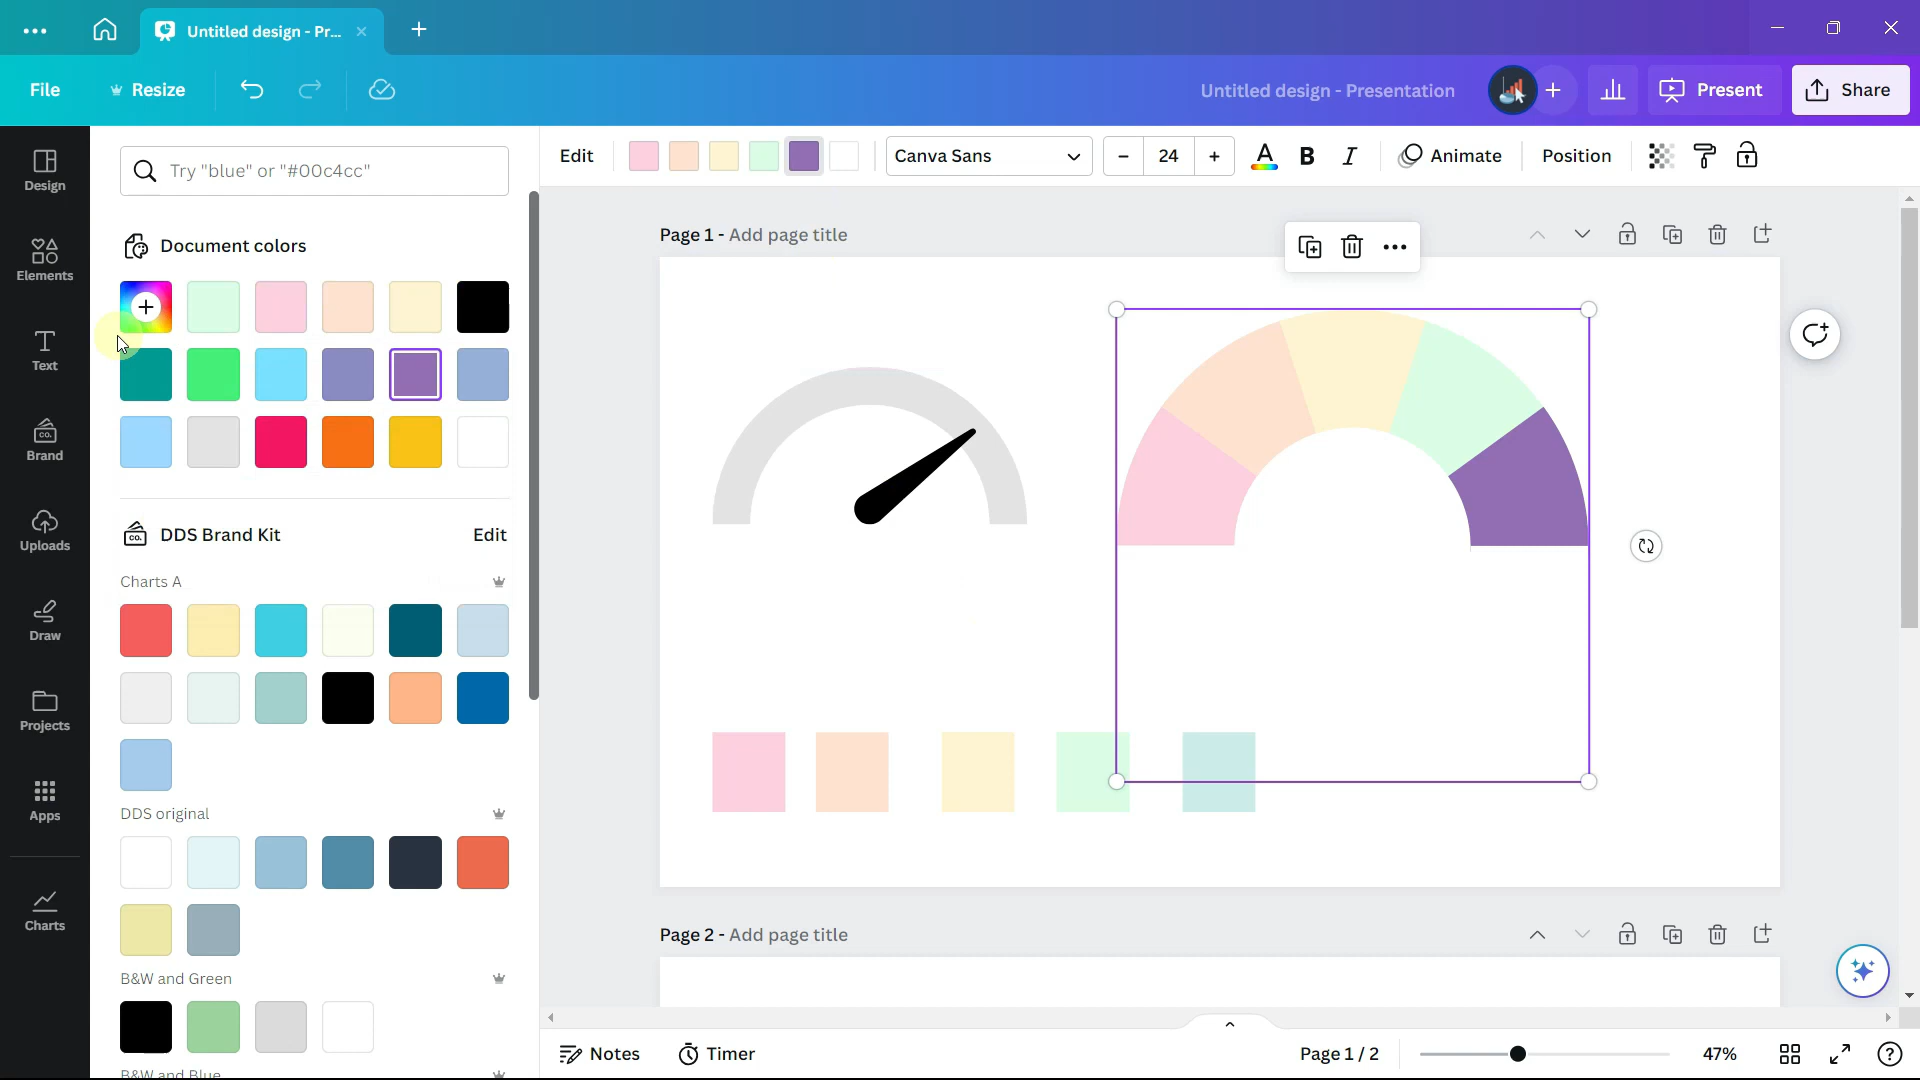 Untitled design - Pr...
File
Resize
Untitled design - Presentation
Present
Share
Design
Elements
Text
Brand
Uploads
Draw
Projects
Apps
Charts
Try "blue" or "#00c4cc"
Document colors
DDS Brand Kit
Edit
Charts A
DDS original
B&W and Green
B&W and Blue
Edit
Canva Sans
– 24 +
A B I
Animate
Position
Page 1 - Add page title
Page 2 - Add page title
Notes
Timer
Page 1 / 2
47%